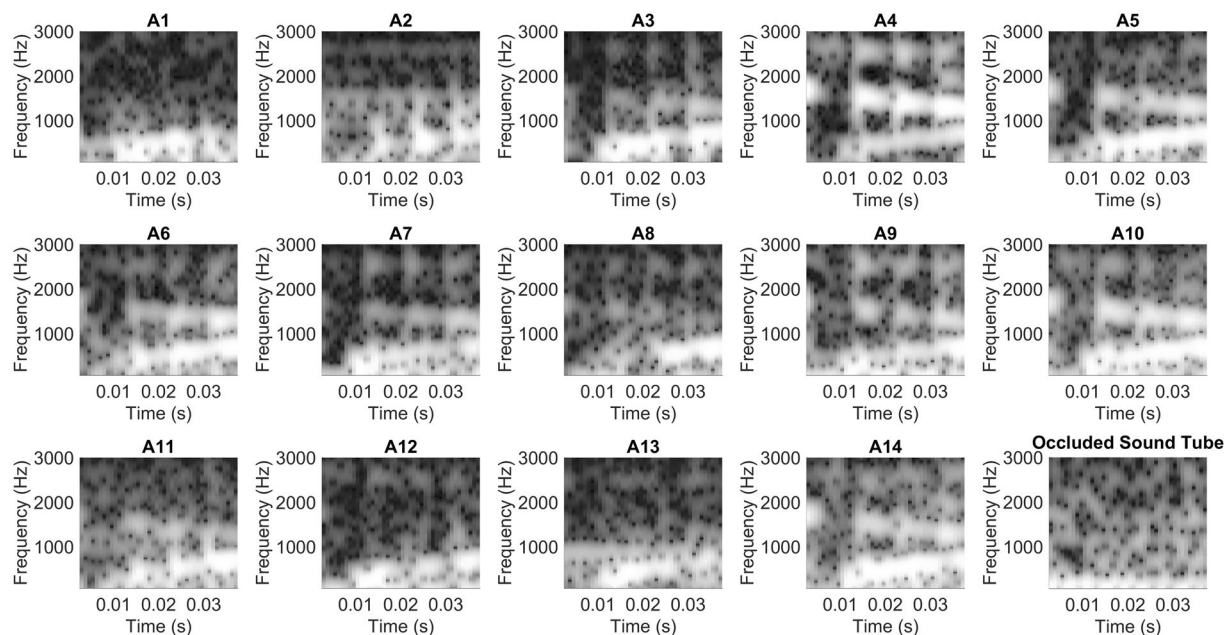 A1 A2 A3 A4 A5
3000 3000 3000 3000 3000
Frequency (Hz) Frequency (Hz) Frequency (Hz) Frequency (Hz) Frequency (Hz)
2000 2000 2000 2000 2000
1000 1000 1000 1000 1000
0.01 0.02 0.03 0.01 0.02 0.03 0.01 0.02 0.03 0.01 0.02 0.03 0.01 0.02 0.03
Time (s) Time (s) Time (s) Time (s) Time (s)
A6 A7 A8 A9 A10
3000 3000 3000 3000 3000
Frequency (Hz) Frequency (Hz) Frequency (Hz) Frequency (Hz) Frequency (Hz)
2000 2000 2000 2000 2000
1000 1000 1000 1000 1000
0.01 0.02 0.03 0.01 0.02 0.03 0.01 0.02 0.03 0.01 0.02 0.03 0.01 0.02 0.03
Time (s) Time (s) Time (s) Time (s) Time (s)
A11 A12 A13 A14 Occluded Sound Tube
3000 3000 3000 3000 3000
Frequency (Hz) Frequency (Hz) Frequency (Hz) Frequency (Hz) Frequency (Hz)
2000 2000 2000 2000 2000
1000 1000 1000 1000 1000
0.01 0.02 0.03 0.01 0.02 0.03 0.01 0.02 0.03 0.01 0.02 0.03 0.01 0.02 0.03
Time (s) Time (s) Time (s) Time (s) Time (s)